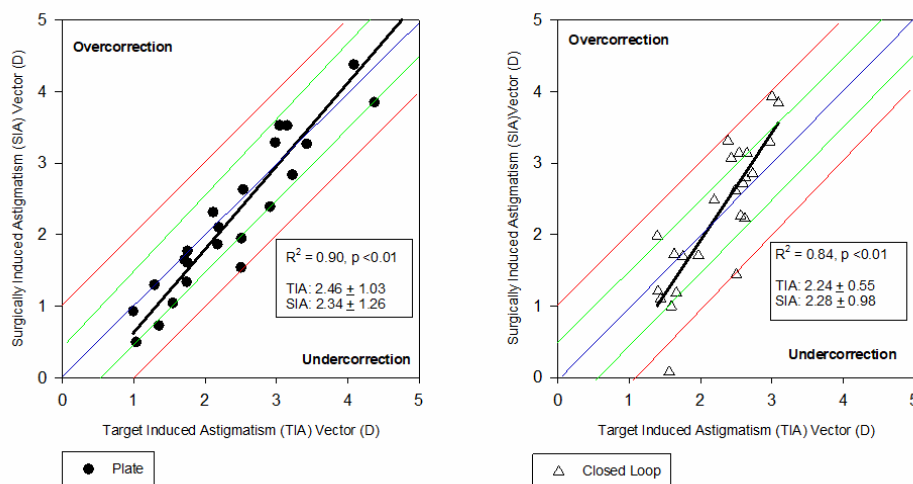 Surgically Induced Astigmatism (SIA) Vector (D)
5
4
3
2
1
0
Overcorrection
R² = 0.90, p <0.01
TIA: 2.46 ± 1.03
SIA: 2.34 ± 1.26
Undercorrection
0 1 2 3 4 5
Target Induced Astigmatism (TIA) Vector (D)
Plate
Surgically Induced Astigmatism (SIA)Vector (D)
5
4
3
2
1
0
Overcorrection
R² = 0.84, p <0.01
TIA: 2.24 ± 0.55
SIA: 2.28 ± 0.98
Undercorrection
0 1 2 3 4 5
Target Induced Astigmatism (TIA) Vector (D)
Closed Loop